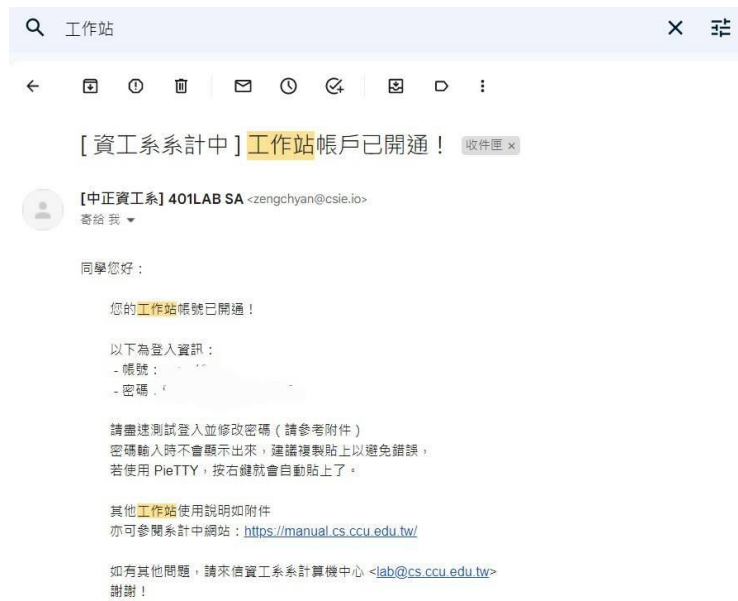 工作站
[ 資工系系計中 ] 工作站帳戶已開通！ 收件匣 ×
[中正資工系] 401LAB SA <zengchyan@csie.io>
寄給 我
同學您好：
您的工作站帳號已開通！
以下為登入資訊：
- 帳號：
- 密碼：
請盡速測試登入並修改密碼 ( 請參考附件 )
密碼輸入時不會顯示出來，建議複製貼上以避免錯誤，
若使用 PieTTY，按右鍵就會自動貼上了。
其他工作站使用說明如附件
亦可參閱系計中網站：https://manual.cs.ccu.edu.tw/
如有其他問題，請來信資工系系計算機中心 <lab@cs.ccu.edu.tw>
謝謝！